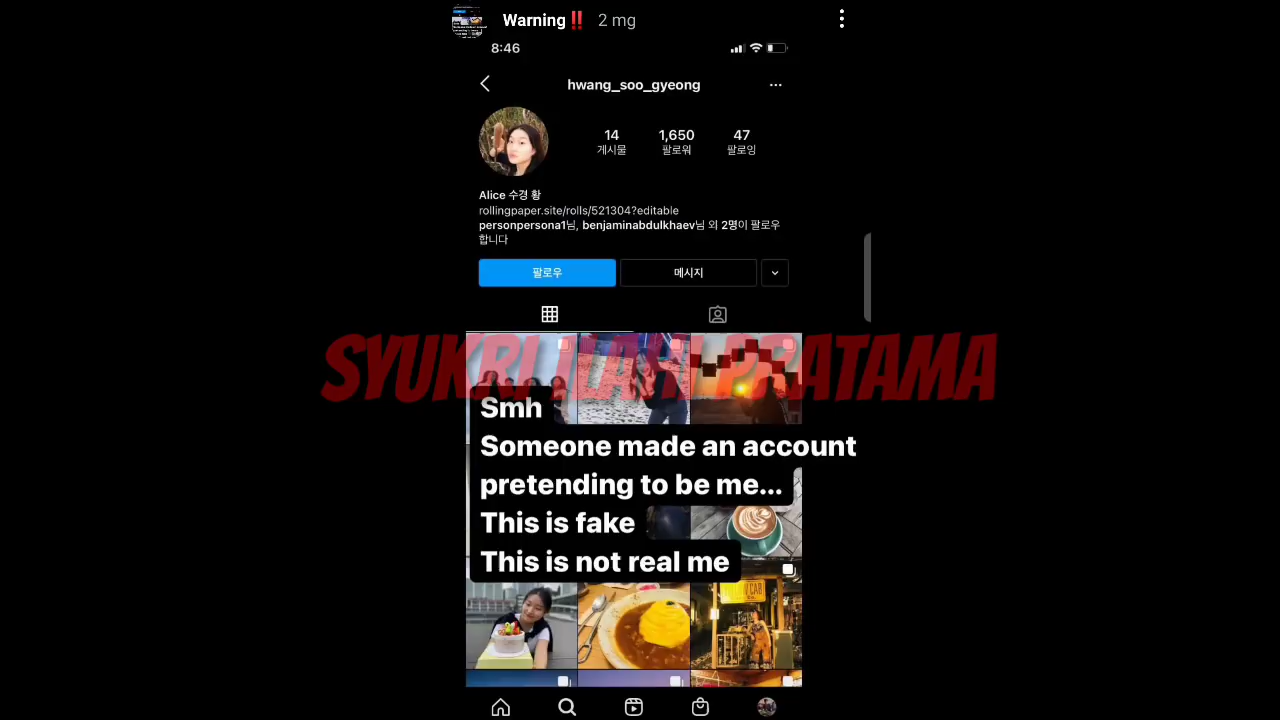 Warning‼️ 2 mg
8:46
hwang_soo_gyeong
14 1,650 47
게시물 팔로워 팔로잉
Alice 수경 황
rollingpaper.site/rolls/521304?editable
personpersona1님, benjaminabdulkhaev님 외 2명이 팔로우
합니다
팔로우 메시지
SYUKRI ILAHI PRATAMA
Smh
Someone made an account
pretending to be me...
This is fake
This is not real me